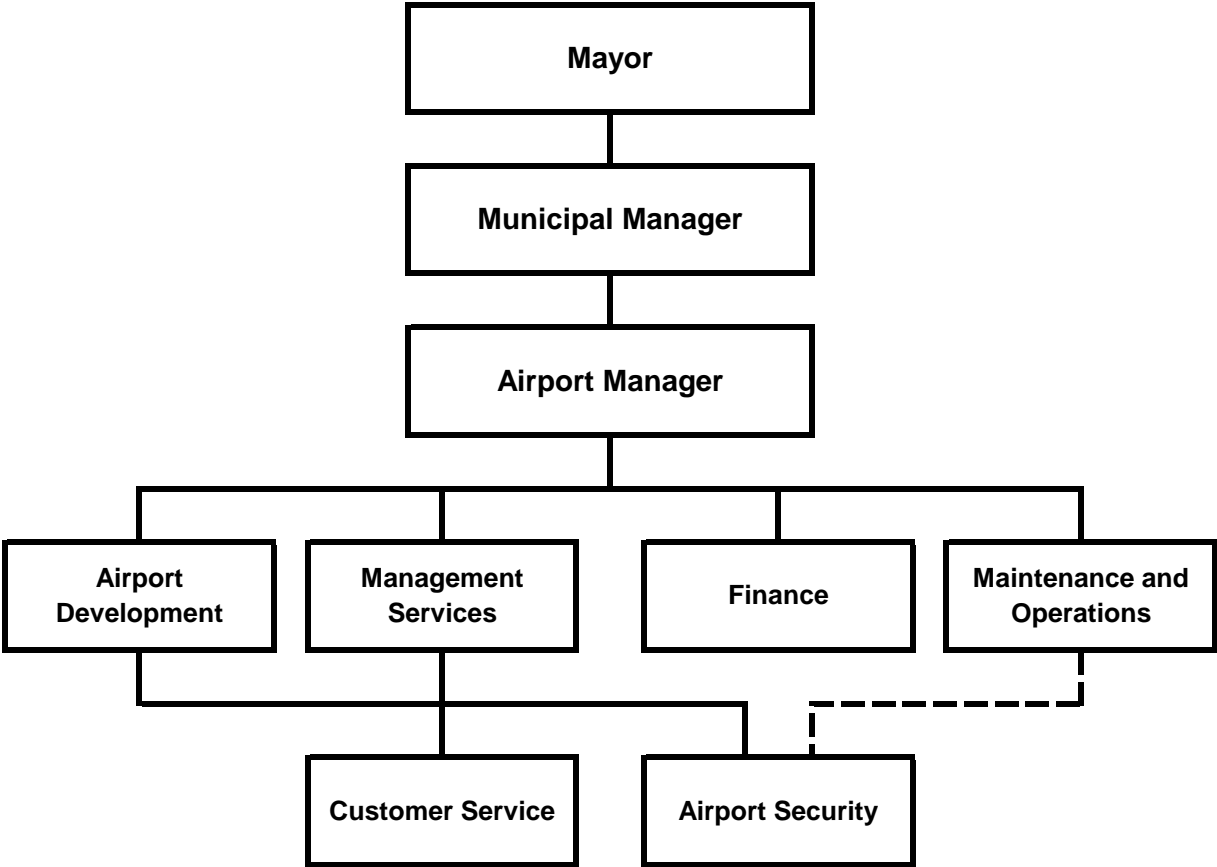 Mayor
Municipal Manager
Airport Manager
Airport
Development
Management
Services
Finance
Maintenance and
Operations
Customer Service
Airport Security